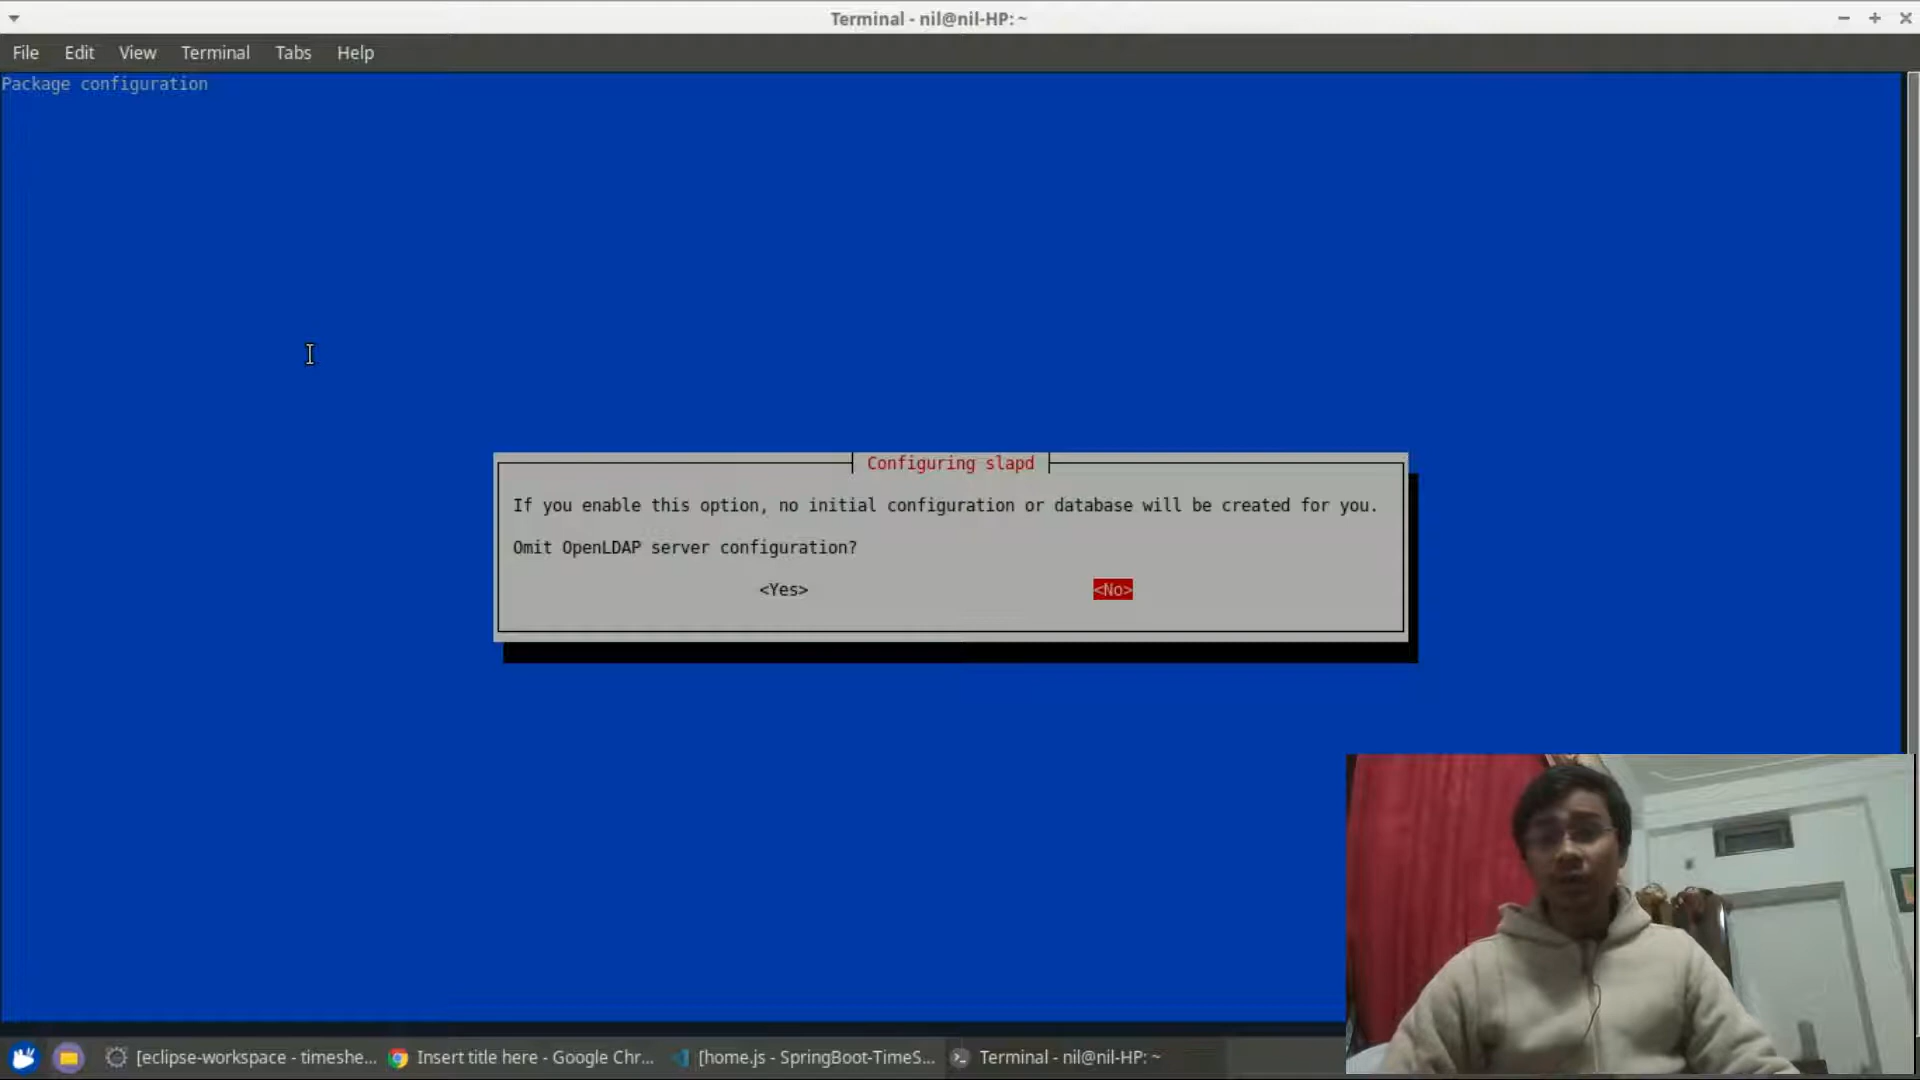 Terminal - nil@nil-HP: ~
File Edit View Terminal Tabs Help
Package configuration
Configuring slapd
If you enable this option, no initial configuration or database will be created for you.
Omit OpenLDAP server configuration?
<Yes> <No>
[eclipse-workspace - timeshe... Insert title here - Google Chr... [home.js - SpringBoot-TimeS... Terminal - nil@nil-HP: ~